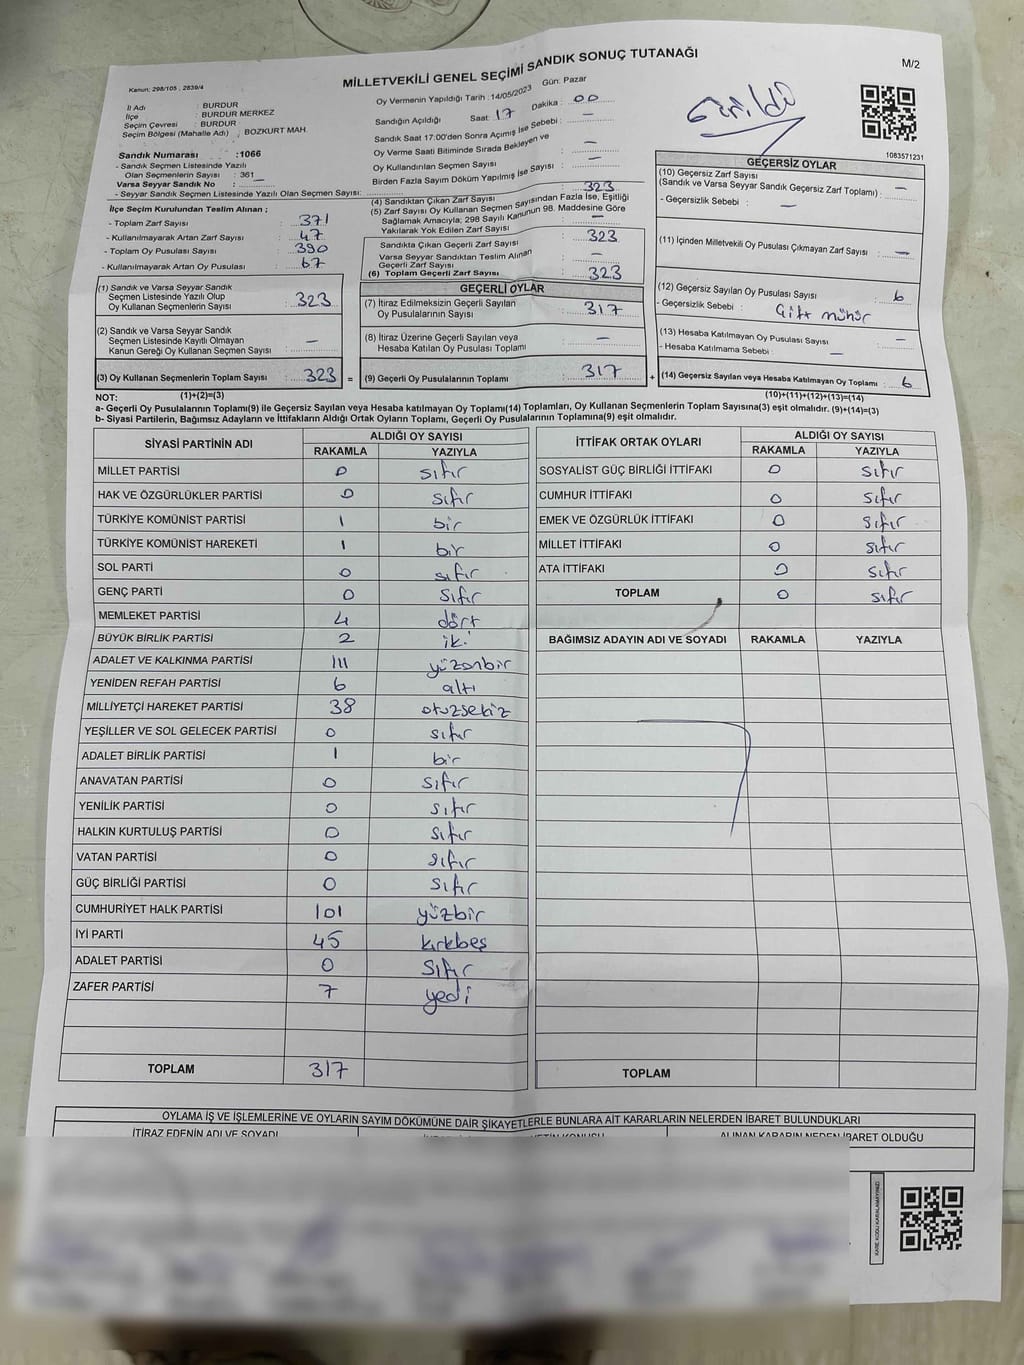 MİLLETVEKİLİ GENEL SEÇİMİ SANDIK SONUÇ TUTANAĞI
M/2
Kanun: 298/105 , 2839/4
İl Adı : BURDUR
İlçe : BURDUR MERKEZ
Seçim Çevresi : BURDUR
Seçim Bölgesi (Mahalle Adı) : BOZKURT MAH.
Sandık Numarası :1066
- Sandık Seçmen Listesinde Yazılı
Olan Seçmenlerin Sayısı : 361
Varsa Seyyar Sandık No : —
- Seyyar Sandık Seçmen Listesinde Yazılı Olan Seçmen Sayısı:
İlçe Seçim Kurulundan Teslim Alınan ;
- Toplam Zarf Sayısı : 371
- Kullanılmayarak Artan Zarf Sayısı : 47
- Toplam Oy Pusulası Sayısı : 390
- Kullanılmayarak Artan Oy Pusulası : 67
Oy Vermenin Yapıldığı Tarih : 14/05/2023 Gün: Pazar
Sandığın Açıldığı Saat : 17 Dakika : 00
Sandık Saat 17:00'den Sonra Açımış İse Sebebi : —
Oy Verme Saati Bitiminde Sırada Bekleyen ve
Oy Kullandırılan Seçmen Sayısı : —
Birden Fazla Sayım Döküm Yapılmış İse Sayısı : —
(4) Sandıktan Çıkan Zarf Sayısı : 323
(5) Zarf Sayısı Oy Kullanan Seçmen Sayısından Fazla İse, Eşitliği
Sağlamak Amacıyla; 298 Sayılı Kanunun 98. Maddesine Göre
Yakılarak Yok Edilen Zarf Sayısı : —
Sandıkta Çıkan Geçerli Zarf Sayısı : 323
Varsa Seyyar Sandıktan Teslim Alınan
Geçerli Zarf Sayısı : —
(6) Toplam Geçerli Zarf Sayısı : 323
Girildi
1083571231
GEÇERSİZ OYLAR
(10) Geçersiz Zarf Sayısı
(Sandık ve Varsa Seyyar Sandık Geçersiz Zarf Toplamı) : —
- Geçersizlik Sebebi : —
(11) İçinden Milletvekili Oy Pusulası Çıkmayan Zarf Sayısı : —
(12) Geçersiz Sayılan Oy Pusulası Sayısı : 6
- Geçersizlik Sebebi : Çift mühür
(13) Hesaba Katılmayan Oy Pusulası Sayısı : —
- Hesaba Katılmama Sebebi : —
(14) Geçersiz Sayılan veya Hesaba Katılmayan Oy Toplamı : 6
(10)+(11)+(12)+(13)=(14)
(1) Sandık ve Varsa Seyyar Sandık
Seçmen Listesinde Yazılı Olup
Oy Kullanan Seçmenlerin Sayısı : 323
(2) Sandık ve Varsa Seyyar Sandık
Seçmen Listesinde Kayıtlı Olmayan
Kanun Gereği Oy Kullanan Seçmen Sayısı : —
(3) Oy Kullanan Seçmenlerin Toplam Sayısı : 323 =
(1)+(2)=(3)
GEÇERLİ OYLAR
(7) İtiraz Edilmeksizin Geçerli Sayılan
Oy Pusulalarının Sayısı : 317
(8) İtiraz Üzerine Geçerli Sayılan veya
Hesaba Katılan Oy Pusulası Toplamı : —
(9) Geçerli Oy Pusulalarının Toplamı : 317 +
NOT:
a- Geçerli Oy Pusulalarının Toplamı(9) ile Geçersiz Sayılan veya Hesaba katılmayan Oy Toplamı(14) Toplamları, Oy Kullanan Seçmenlerin Toplam Sayısına(3) eşit olmalıdır. (9)+(14)=(3)
b- Siyasi Partilerin, Bağımsız Adayların ve İttifakların Aldığı Ortak Oyların Toplamı, Geçerli Oy Pusulalarının Toplamına(9) eşit olmalıdır.
SİYASİ PARTİNİN ADI ALDIĞI OY SAYISI
RAKAMLA YAZIYLA
MİLLET PARTİSİ 0 sıfır
HAK VE ÖZGÜRLÜKLER PARTİSİ 0 sıfır
TÜRKİYE KOMÜNİST PARTİSİ 1 bir
TÜRKİYE KOMÜNİST HAREKETİ 1 bir
SOL PARTİ 0 sıfır
GENÇ PARTİ 0 sıfır
MEMLEKET PARTİSİ 4 dört
BÜYÜK BİRLİK PARTİSİ 2 iki
ADALET VE KALKINMA PARTİSİ 111 yüzonbir
YENİDEN REFAH PARTİSİ 6 altı
MİLLİYETÇİ HAREKET PARTİSİ 38 otuzsekiz
YEŞİLLER VE SOL GELECEK PARTİSİ 0 sıfır
ADALET BİRLİK PARTİSİ 1 bir
ANAVATAN PARTİSİ 0 sıfır
YENİLİK PARTİSİ 0 sıfır
HALKIN KURTULUŞ PARTİSİ 0 sıfır
VATAN PARTİSİ 0 sıfır
GÜÇ BİRLİĞİ PARTİSİ 0 sıfır
CUMHURİYET HALK PARTİSİ 101 yüzbir
İYİ PARTİ 45 kırkbeş
ADALET PARTİSİ 0 sıfır
ZAFER PARTİSİ 7 yedi
TOPLAM 317
İTTİFAK ORTAK OYLARI ALDIĞI OY SAYISI
RAKAMLA YAZIYLA
SOSYALİST GÜÇ BİRLİĞİ İTTİFAKI 0 sıfır
CUMHUR İTTİFAKI 0 sıfır
EMEK VE ÖZGÜRLÜK İTTİFAKI 0 sıfır
MİLLET İTTİFAKI 0 sıfır
ATA İTTİFAKI 0 sıfır
TOPLAM 0 sıfır
BAĞIMSIZ ADAYIN ADI VE SOYADI RAKAMLA YAZIYLA
TOPLAM
OYLAMA İŞ VE İŞLEMLERİNE VE OYLARIN SAYIM DÖKÜMÜNE DAİR ŞİKAYETLERLE BUNLARA AİT KARARLARIN NELERDEN İBARET BULUNDUKLARI
İTİRAZ EDENİN ADI VE SOYADI
KONUSU
ALINAN KARARIN NEDEN İBARET OLDUĞU
KARE KODU KARALAMAYINIZ!